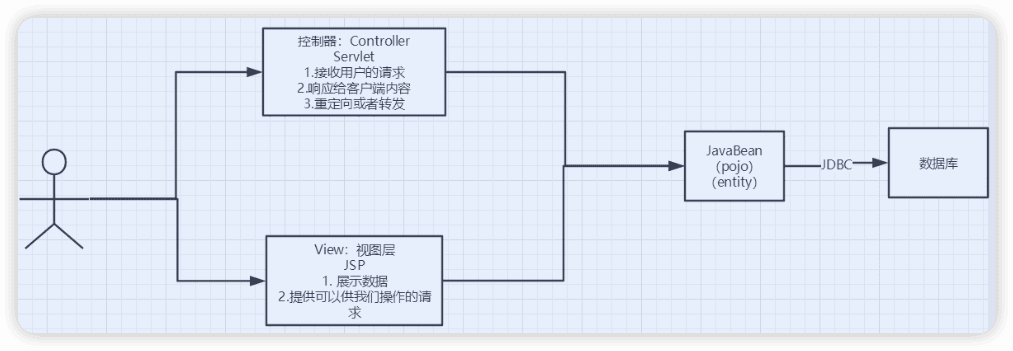 控制器：Controller
Servlet
1.接收用户的请求
2.响应给客户端内容
3.重定向或者转发
View：视图层
JSP
1. 展示数据
2.提供可以供我们操作的请
求
JavaBean
（pojo）
（entity）
JDBC
数据库